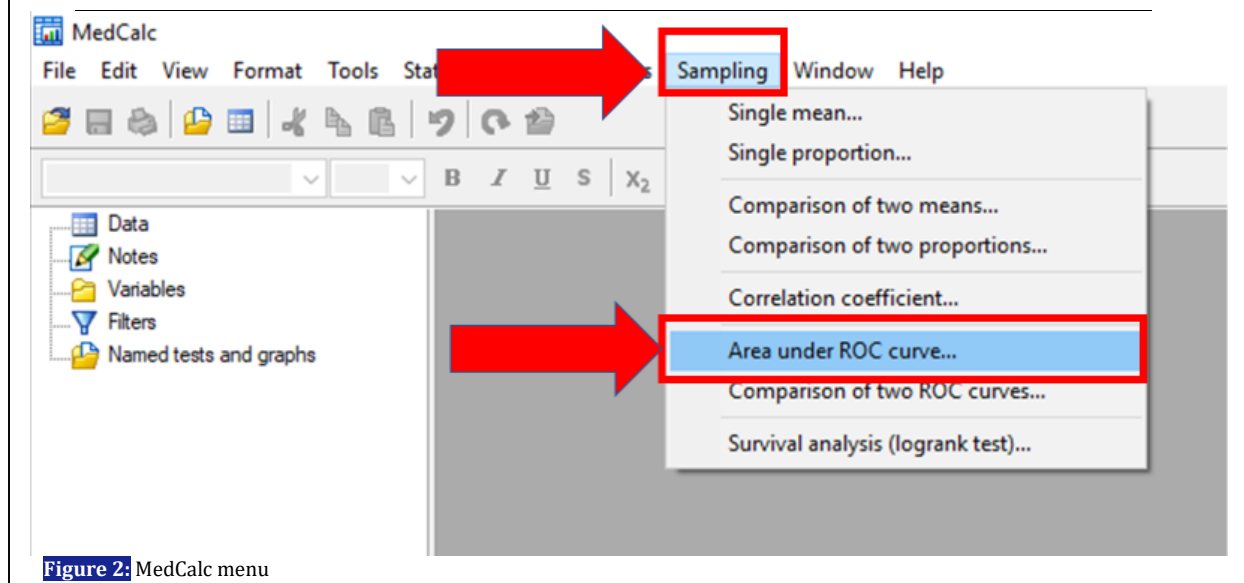 MedCalc
File Edit View Format Tools Sta s Sampling Window Help
B I U S X2
Single mean...
Single proportion...
Comparison of two means...
Comparison of two proportions...
Correlation coefficient...
Area under ROC curve...
Comparison of two ROC curves...
Survival analysis (logrank test)...
Data
Notes
Variables
Filters
Named tests and graphs
Figure 2: MedCalc menu